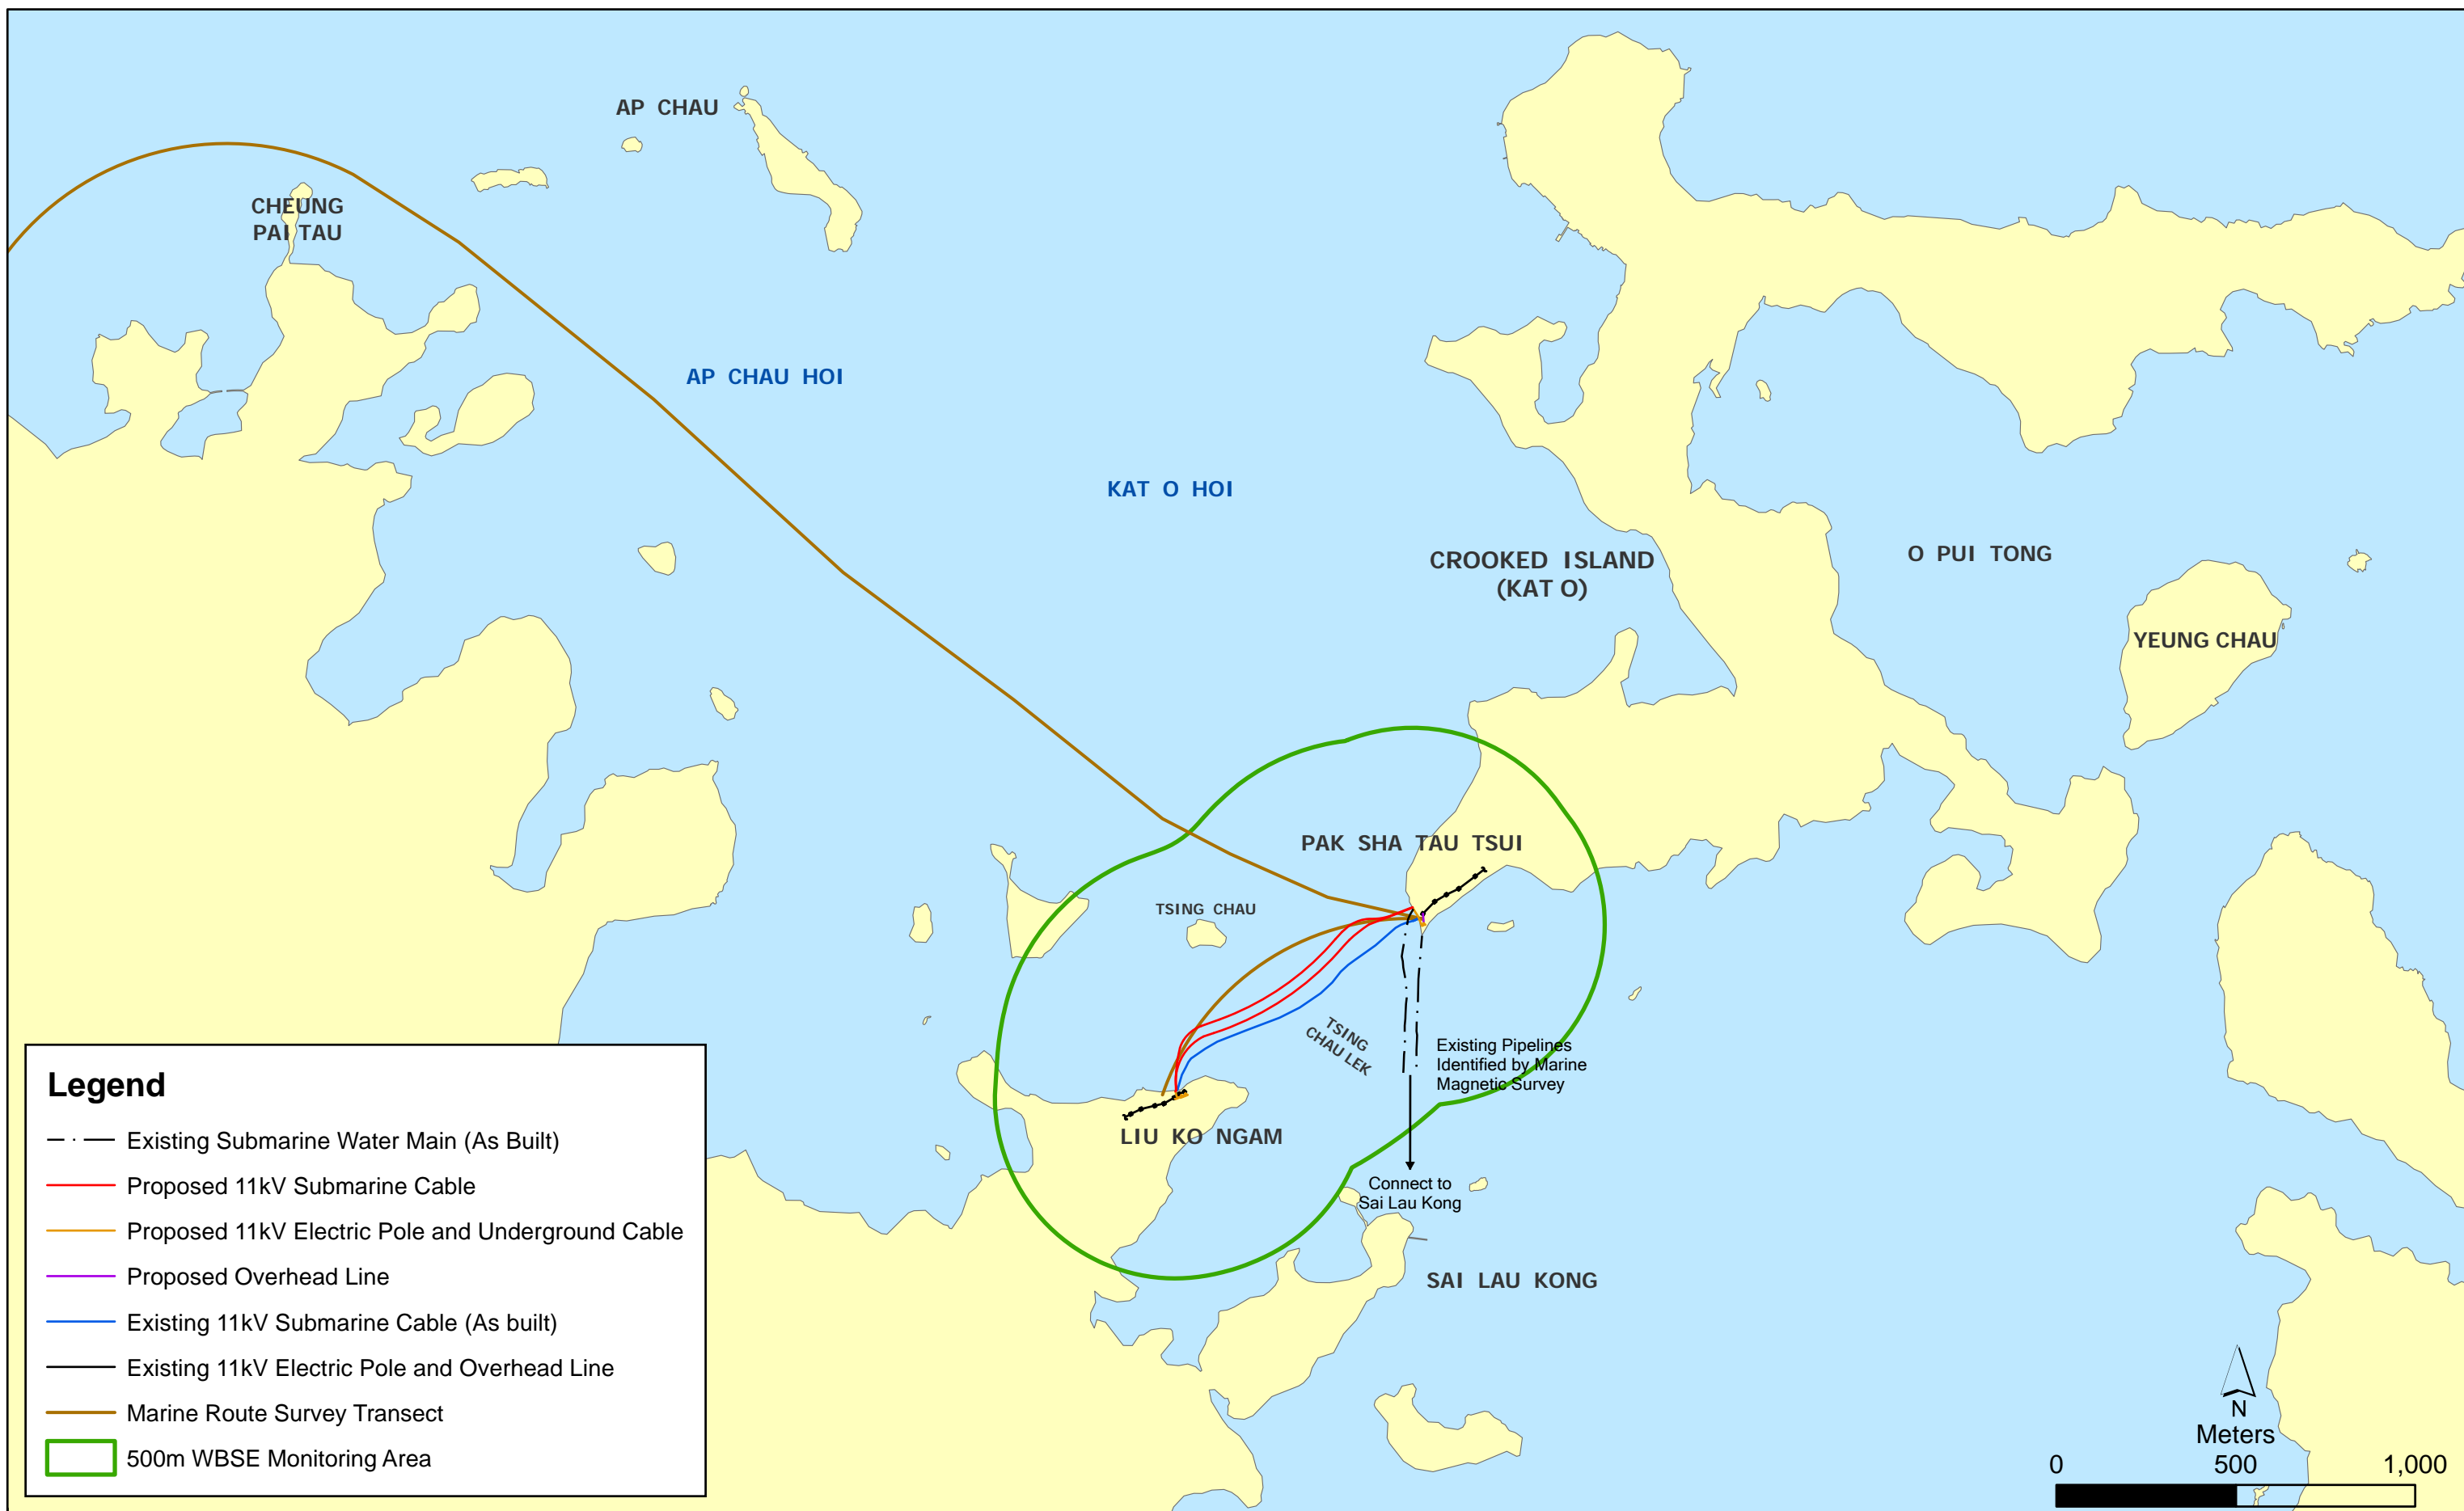 AP CHAU
CHEUNG
PAI TAU
AP CHAU HOI
KAT O HOI
CROOKED ISLAND
(KAT O)
O PUI TONG
YEUNG CHAU
PAK SHA TAU TSUI
TSING CHAU
TSING
CHAU LEK
Existing Pipelines
Identified by Marine
Magnetic Survey
LIU KO NGAM
Connect to
Sai Lau Kong
SAI LAU KONG
Legend
Existing Submarine Water Main (As Built)
Proposed 11kV Submarine Cable
Proposed 11kV Electric Pole and Underground Cable
Proposed Overhead Line
Existing 11kV Submarine Cable (As built)
Existing 11kV Electric Pole and Overhead Line
Marine Route Survey Transect
500m WBSE Monitoring Area
N
Meters
0 500 1,000